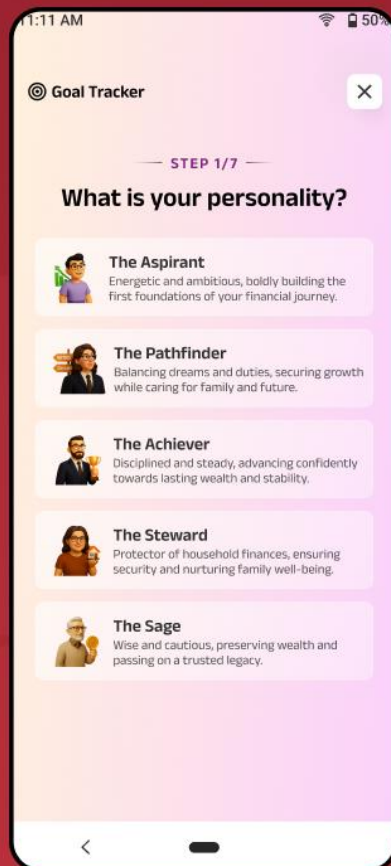 11:11 AM 50%
Goal Tracker
STEP 1/7
What is your personality?
The Aspirant
Energetic and ambitious, boldly building the
first foundations of your financial journey.
The Pathfinder
Balancing dreams and duties, securing growth
while caring for family and future.
The Achiever
Disciplined and steady, advancing confidently
towards lasting wealth and stability.
The Steward
Protector of household finances, ensuring
security and nurturing family well-being.
The Sage
Wise and cautious, preserving wealth and
passing on a trusted legacy.